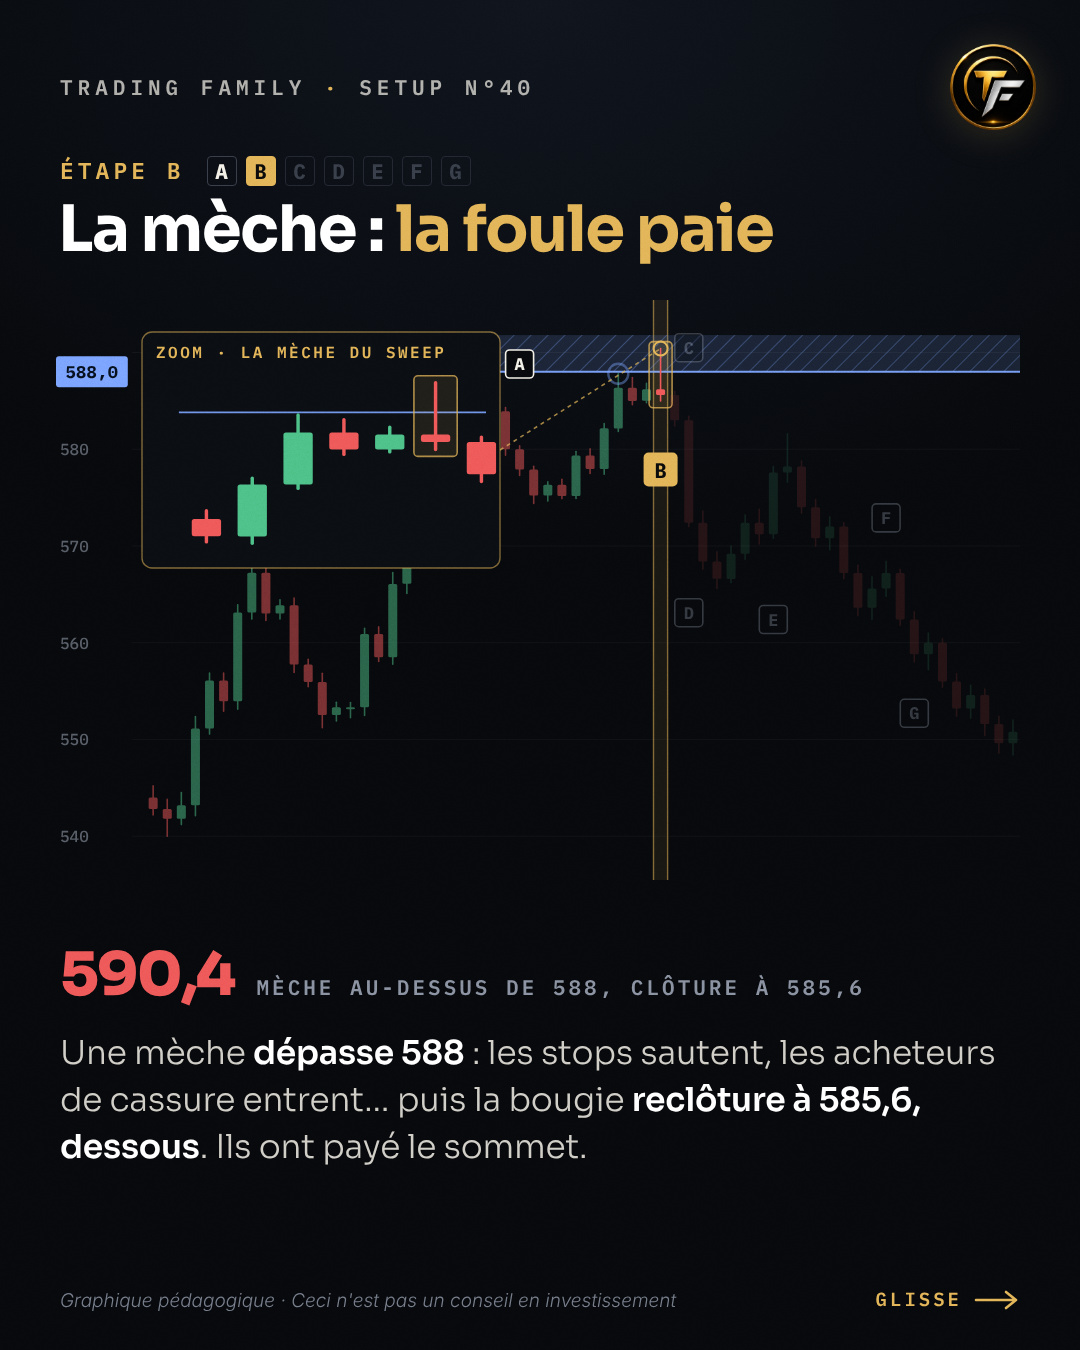 TRADING FAMILY · SETUP N°40
TF
ÉTAPE B A B C D E F G
La mèche : la foule paie
ZOOM · LA MÈCHE DU SWEEP
588,0
A
C
580
B
570
F
560
D
E
550
G
540
590,4 MÈCHE AU-DESSUS DE 588, CLÔTURE À 585,6
Une mèche dépasse 588 : les stops sautent, les acheteurs
de cassure entrent... puis la bougie reclôture à 585,6,
dessous. Ils ont payé le sommet.
Graphique pédagogique · Ceci n'est pas un conseil en investissement
GLISSE →